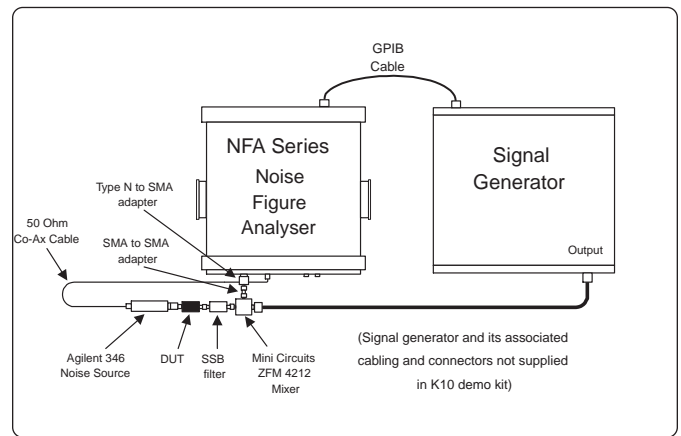 GPIB
Cable
NFA Series
Noise
Figure
Analyser
Signal
Generator
Output
Type N to SMA
adapter
50 Ohm
Co-Ax Cable
SMA to SMA
adapter
Agilent 346
Noise Source
DUT
SSB
filter
Mini Circuits
ZFM 4212
Mixer
(Signal generator and its associated
cabling and connectors not supplied
in K10 demo kit)